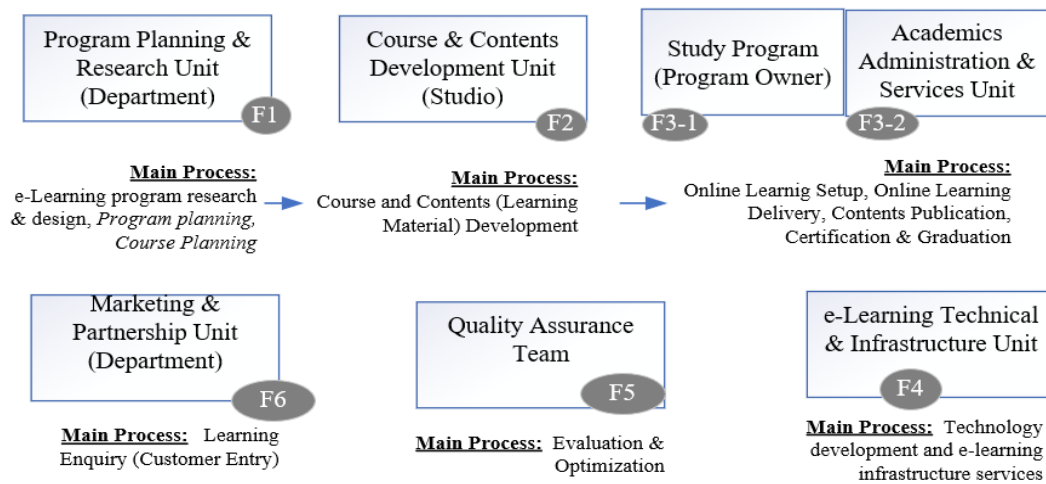 Program Planning &
Research Unit
(Department)
F1
Course & Contents
Development Unit
(Studio)
F2
Study Program
(Program Owner)
F3-1
Academics
Administration &
Services Unit
F3-2
Main Process:
e-Learning program research
& design, Program planning,
Course Planning
Main Process:
Course and Contents (Learning
Material) Development
Main Process:
Online Learnig Setup, Online Learning
Delivery, Contents Publication,
Certification & Graduation
Marketing &
Partnership Unit
(Department)
F6
Quality Assurance
Team
F5
e-Learning Technical
& Infrastructure Unit
F4
Main Process: Learning
Enquiry (Customer Entry)
Main Process: Evaluation &
Optimization
Main Process: Technology
development and e-learning
infrastructure services